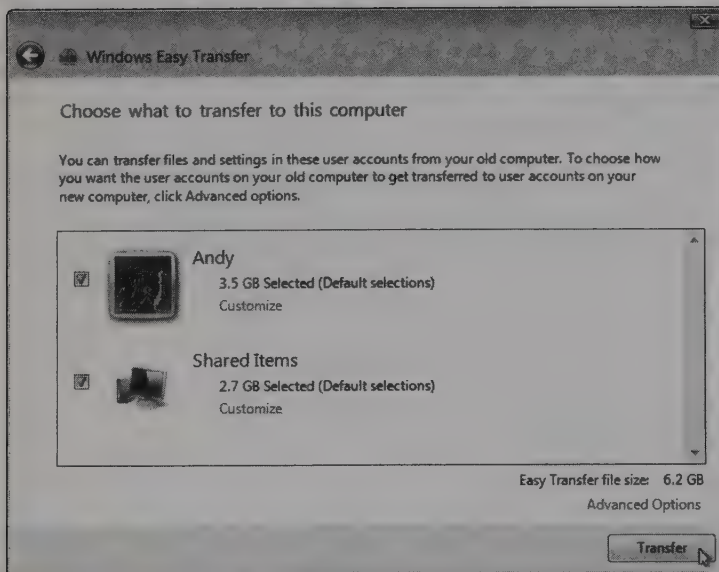 Windows Easy Transfer
Choose what to transfer to this computer
You can transfer files and settings in these user accounts from your old computer. To choose how
you want the user accounts on your old computer to get transferred to user accounts on your
new computer, click Advanced options.
Andy
3.5 GB Selected (Default selections)
Customize
Shared Items
2.7 GB Selected (Default selections)
Customize
Easy Transfer file size: 6.2 GB
Advanced Options
Transfer